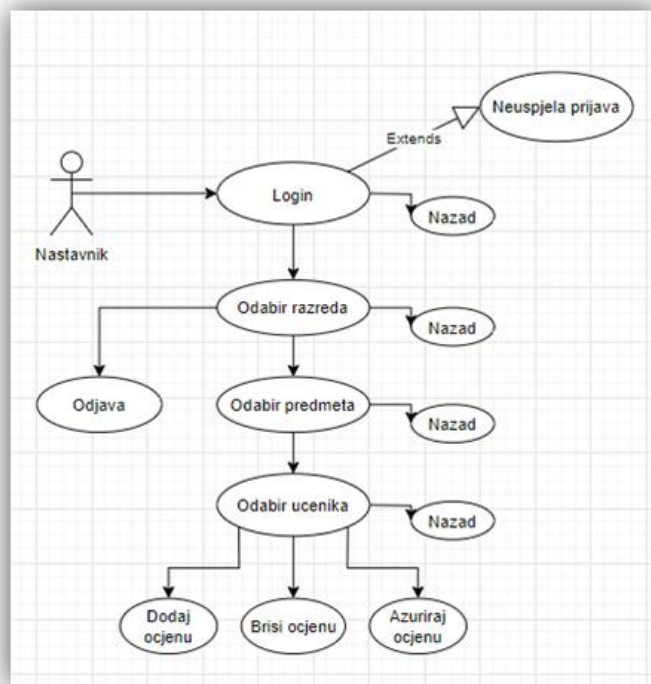 Neuspjela prijava
Extends
Login
Nazad
Nastavnik
Odabir razreda
Nazad
Odjava
Odabir predmeta
Nazad
Odabir ucenika
Nazad
Dodaj
ocjenu
Brisi ocjenu
Azuriraj
ocjenu